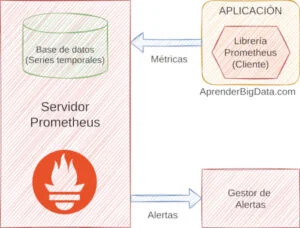 Base de datos
(Series temporales)
Servidor
Prometheus
Métricas
APLICACIÓN
Librería
Prometheus
(Cliente)
AprenderBigData.com
Alertas
Gestor de
Alertas